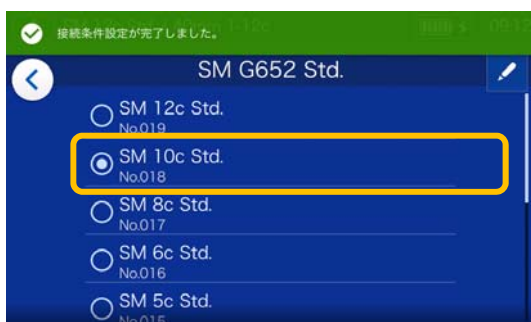 接続条件設定が完了しました。
SM G652 Std.
SM 12c Std.
No.019
SM 10c Std.
No.018
SM 8c Std.
No.017
SM 6c Std.
No.016
SM 5c Std.
No.015